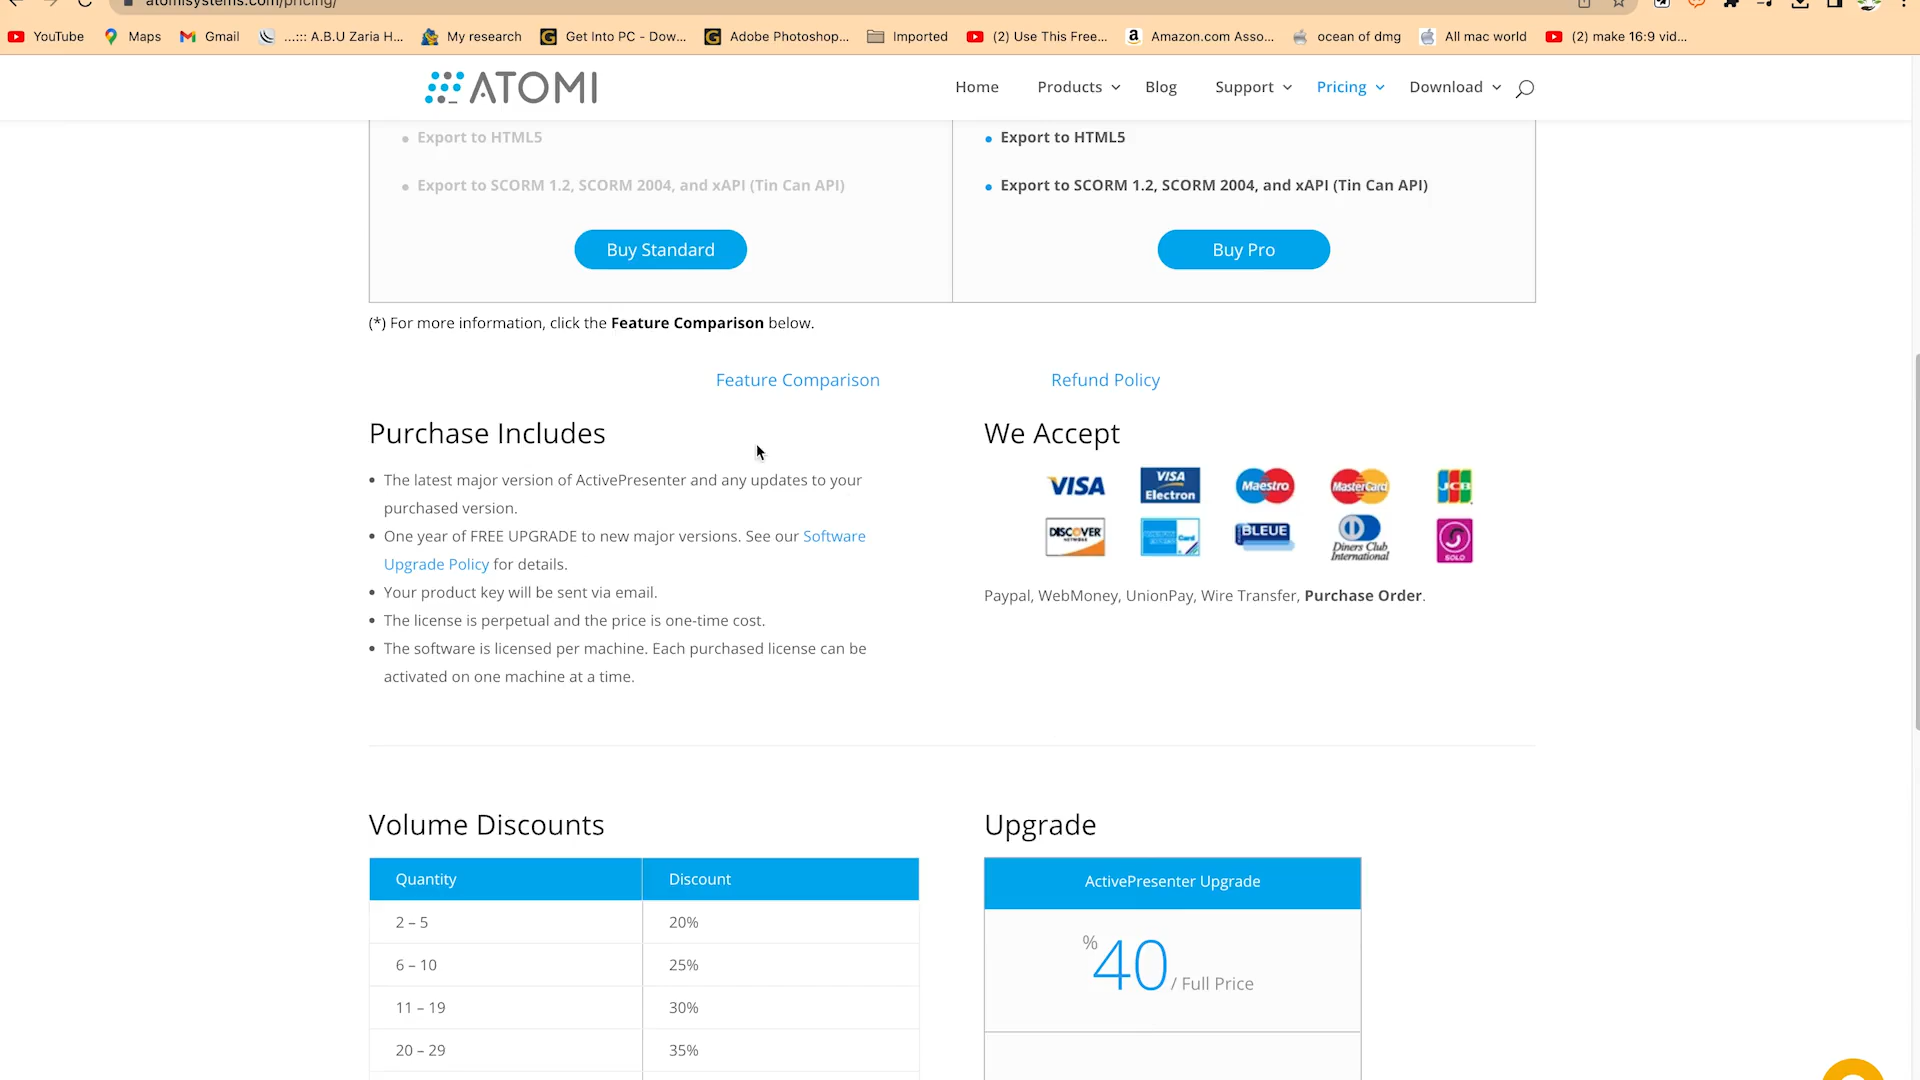 atomisystems.com/pricing/
YouTube
Maps
Gmail
...::: A.B.U Zaria H...
My research
Get Into PC - Dow...
Adobe Photoshop...
Imported
(2) Use This Free...
Amazon.com Asso...
ocean of dmg
All mac world
(2) make 16:9 vid...
ATOMI
Home
Products
Blog
Support
Pricing
Download
Export to HTML5
Export to SCORM 1.2, SCORM 2004, and xAPI (Tin Can API)
Buy Standard
Export to HTML5
Export to SCORM 1.2, SCORM 2004, and xAPI (Tin Can API)
Buy Pro
(*) For more information, click the Feature Comparison below.
Feature Comparison
Refund Policy
Purchase Includes
The latest major version of ActivePresenter and any updates to your
purchased version.
One year of FREE UPGRADE to new major versions. See our Software
Upgrade Policy for details.
Your product key will be sent via email.
The license is perpetual and the price is one-time cost.
The software is licensed per machine. Each purchased license can be
activated on one machine at a time.
We Accept
VISA
VISA
Electron
Maestro
MasterCard
JCB
DISCOVER
NETWORK
Card
BLEUE
Diners Club
International
SOLO
Paypal, WebMoney, UnionPay, Wire Transfer, Purchase Order.
Volume Discounts
Quantity
Discount
2 – 5
20%
6 – 10
25%
11 – 19
30%
20 – 29
35%
Upgrade
ActivePresenter Upgrade
%
40
/ Full Price